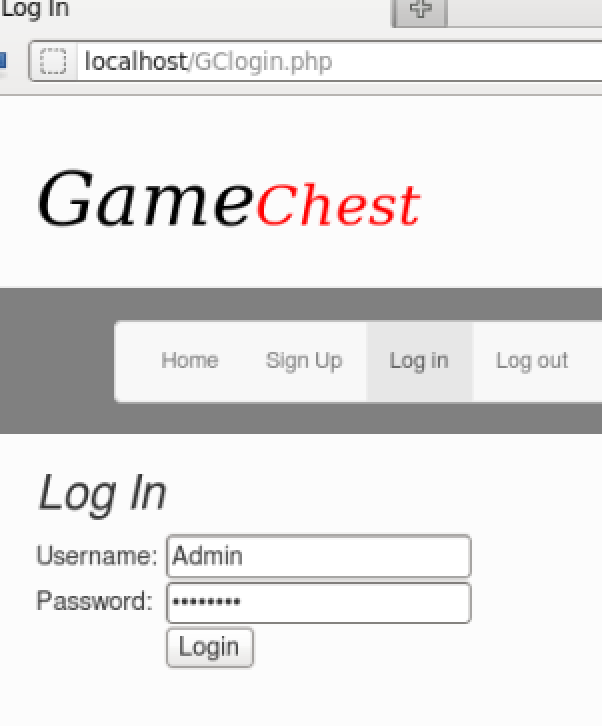 Log In
localhost/GClogin.php
GameChest
Home Sign Up Log in Log out
Log In
Username: Admin
Password: ••••••••
Login